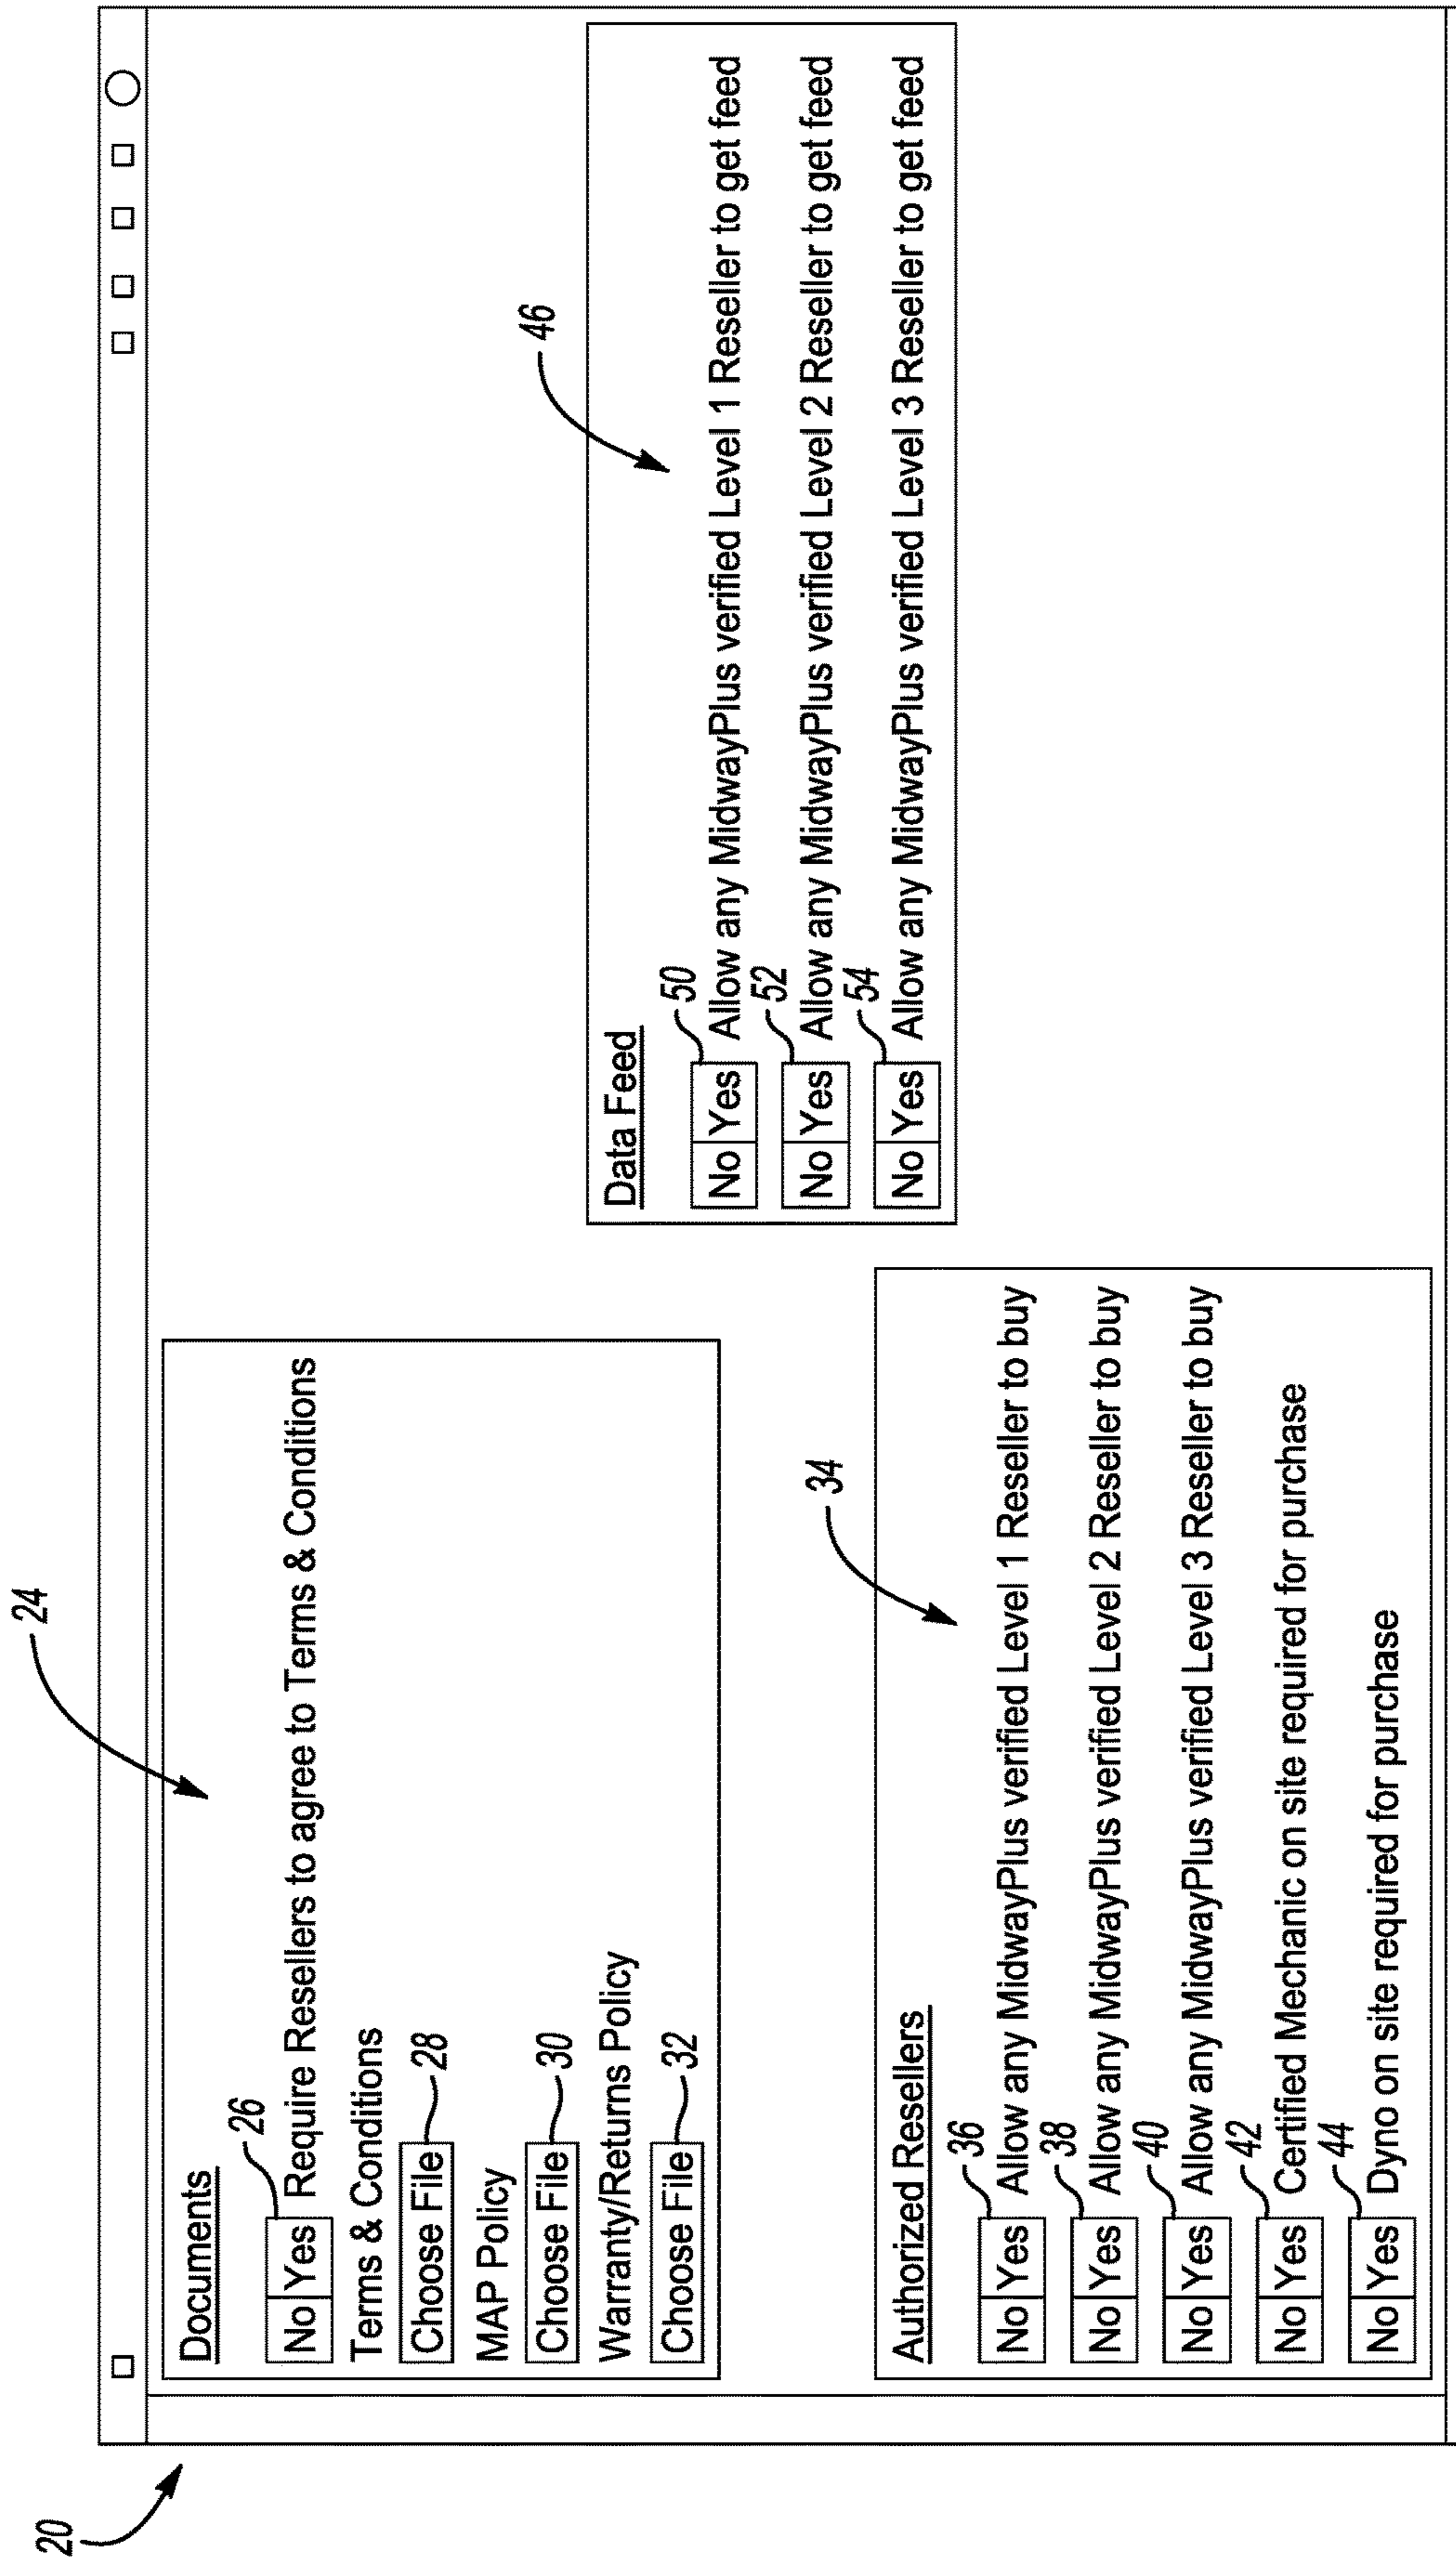 20
24
Documents
26
No Yes Require Resellers to agree to Terms & Conditions
Terms & Conditions
Choose File 28
MAP Policy
Choose File 30
Warranty/Returns Policy
Choose File 32
34
Authorized Resellers
36
No Yes Allow any MidwayPlus verified Level 1 Reseller to buy
38
No Yes Allow any MidwayPlus verified Level 2 Reseller to buy
40
No Yes Allow any MidwayPlus verified Level 3 Reseller to buy
42
No Yes Certified Mechanic on site required for purchase
44
No Yes Dyno on site required for purchase
46
Data Feed
50
No Yes Allow any MidwayPlus verified Level 1 Reseller to get feed
52
No Yes Allow any MidwayPlus verified Level 2 Reseller to get feed
54
No Yes Allow any MidwayPlus verified Level 3 Reseller to get feed